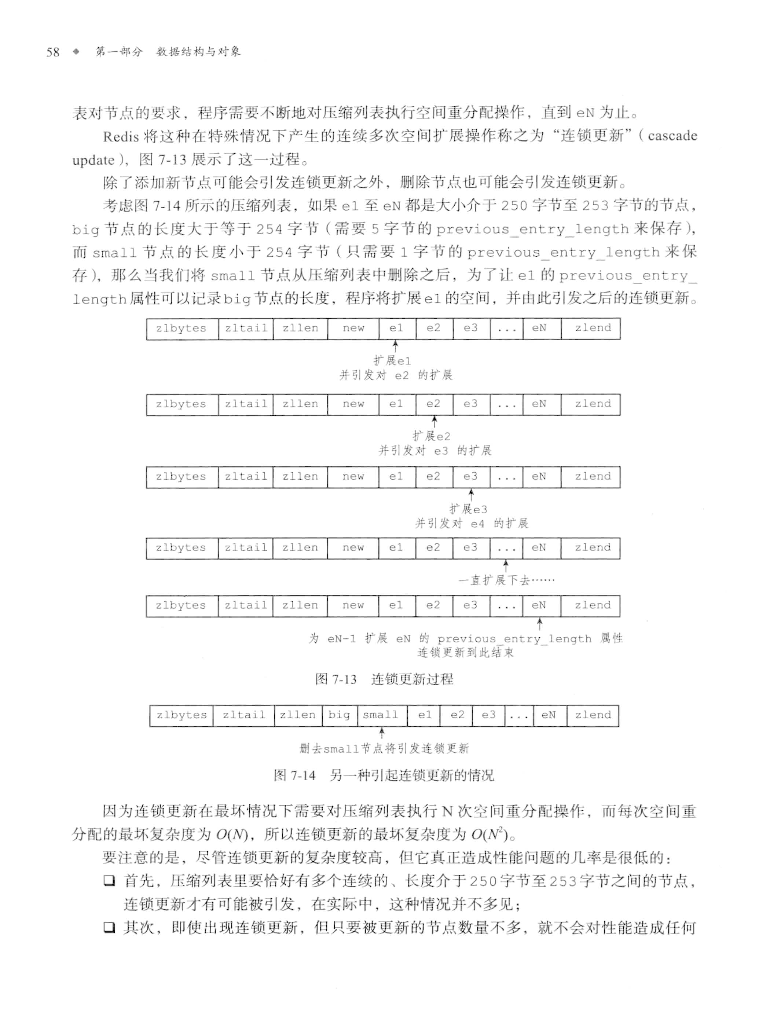 58 ◆ 第一部分 数据结构与对象
表对节点的要求，程序需要不断地对压缩列表执行空间重分配操作，直到 eN 为止。
Redis 将这种在特殊情况下产生的连续多次空间扩展操作称之为“连锁更新”（cascade
update），图 7-13 展示了这一过程。
除了添加新节点可能会引发连锁更新之外，删除节点也可能会引发连锁更新。
考虑图 7-14 所示的压缩列表，如果 e1 至 eN 都是大小介于 250 字节至 253 字节的节点，
big 节点的长度大于等于 254 字节（需要 5 字节的 previous_entry_length 来保存），
而 small 节点的长度小于 254 字节（只需要 1 字节的 previous_entry_length 来保
存），那么当我们将 small 节点从压缩列表中删除之后，为了让 e1 的 previous_entry_
length 属性可以记录 big 节点的长度，程序将扩展 e1 的空间，并由此引发之后的连锁更新。
zlbytes zltail zllen new e1 e2 e3 ... eN zlend
扩展e1
并引发对 e2 的扩展
zlbytes zltail zllen new e1 e2 e3 ... eN zlend
扩展e2
并引发对 e3 的扩展
zlbytes zltail zllen new e1 e2 e3 ... eN zlend
扩展e3
并引发对 e4 的扩展
zlbytes zltail zllen new e1 e2 e3 ... eN zlend
一直扩展下去……
zlbytes zltail zllen new e1 e2 e3 ... eN zlend
为 eN-1 扩展 eN 的 previous_entry_length 属性
连锁更新到此结束
图 7-13 连锁更新过程
zlbytes zltail zllen big small e1 e2 e3 ... eN zlend
删去small节点将引发连锁更新
图 7-14 另一种引起连锁更新的情况
因为连锁更新在最坏情况下需要对压缩列表执行 N 次空间重分配操作，而每次空间重
分配的最坏复杂度为 O(N)，所以连锁更新的最坏复杂度为 O(N²)。
要注意的是，尽管连锁更新的复杂度较高，但它真正造成性能问题的几率是很低的：
❑ 首先，压缩列表里要恰好有多个连续的、长度介于 250 字节至 253 字节之间的节点，
连锁更新才有可能被引发，在实际中，这种情况并不多见；
❑ 其次，即使出现连锁更新，但只要被更新的节点数量不多，就不会对性能造成任何